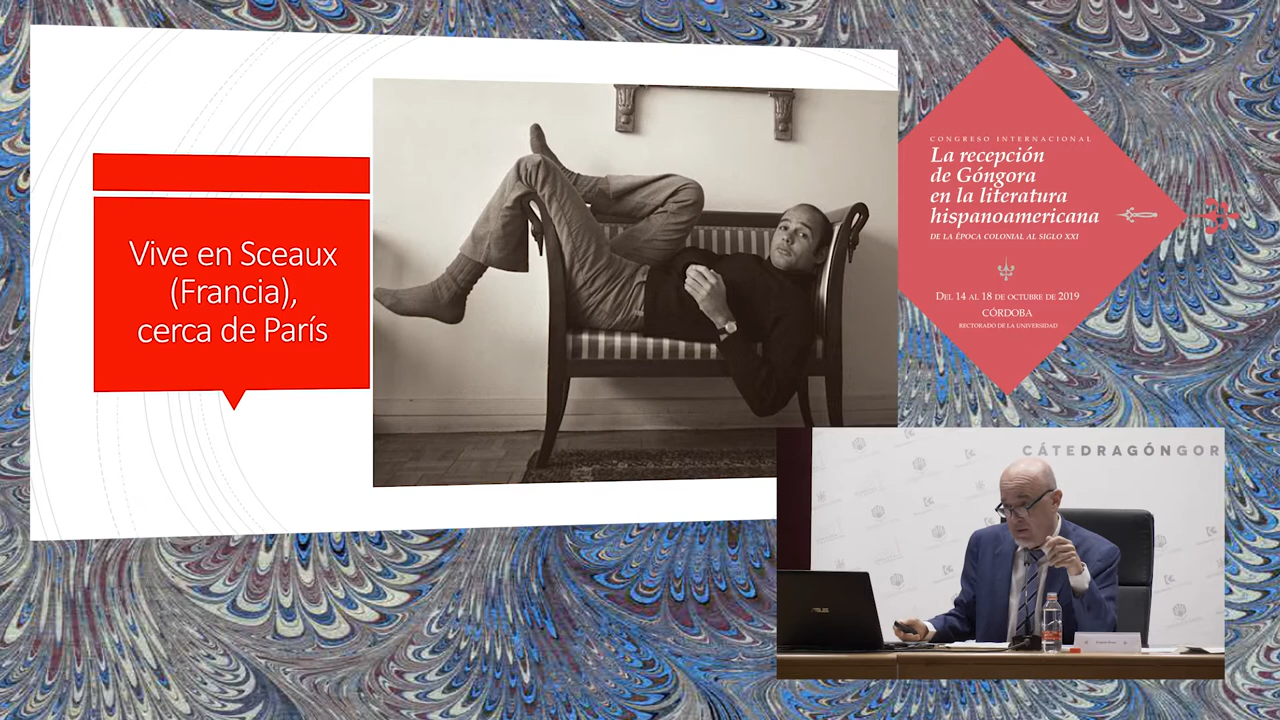 Vive en Sceaux
(Francia),
cerca de París
CONGRESO INTERNACIONAL
La recepción
de Góngora
en la literatura
hispanoamericana
DE LA ÉPOCA COLONIAL AL SIGLO XXI
DEL 14 AL 18 DE OCTUBRE DE 2019
CÓRDOBA
RECTORADO DE LA UNIVERSIDAD
CÁTEDRAGÓNGOR
ASUS